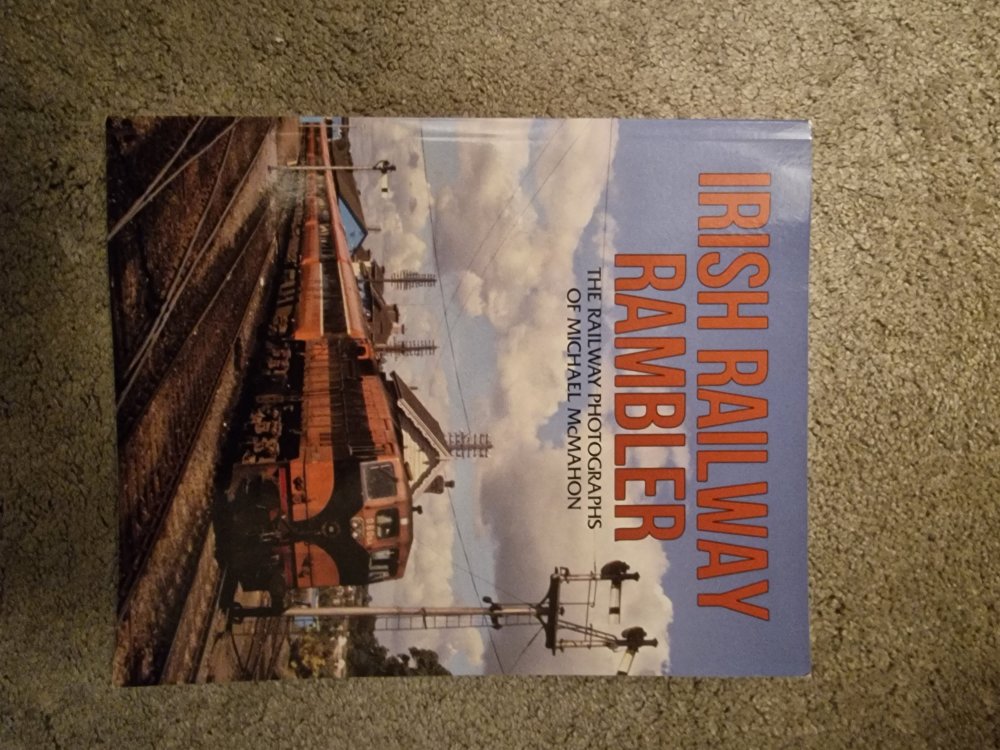 IRISH RAILWAY
RAMBLER
THE RAILWAY PHOTOGRAPHS
OF MICHAEL McMAHON